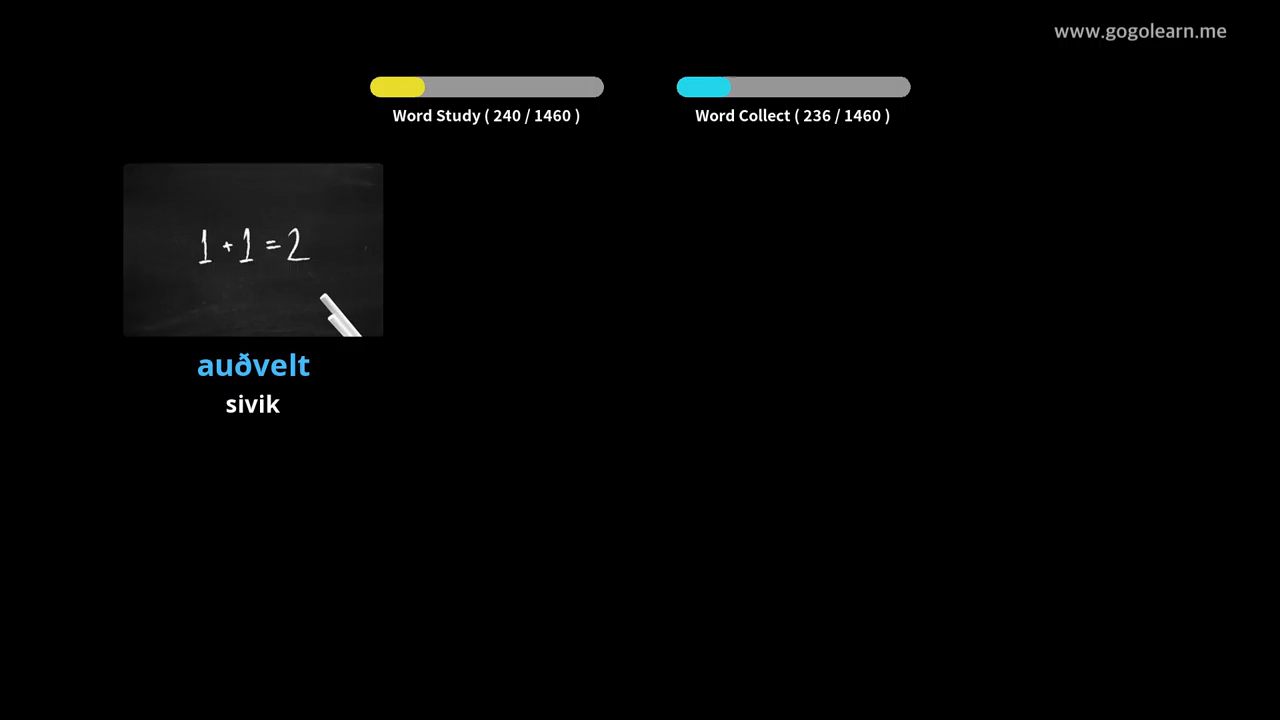 www.gogolearn.me
Word Study ( 240 / 1460 )
Word Collect ( 236 / 1460 )
1 + 1 = 2
auðvelt
sivik